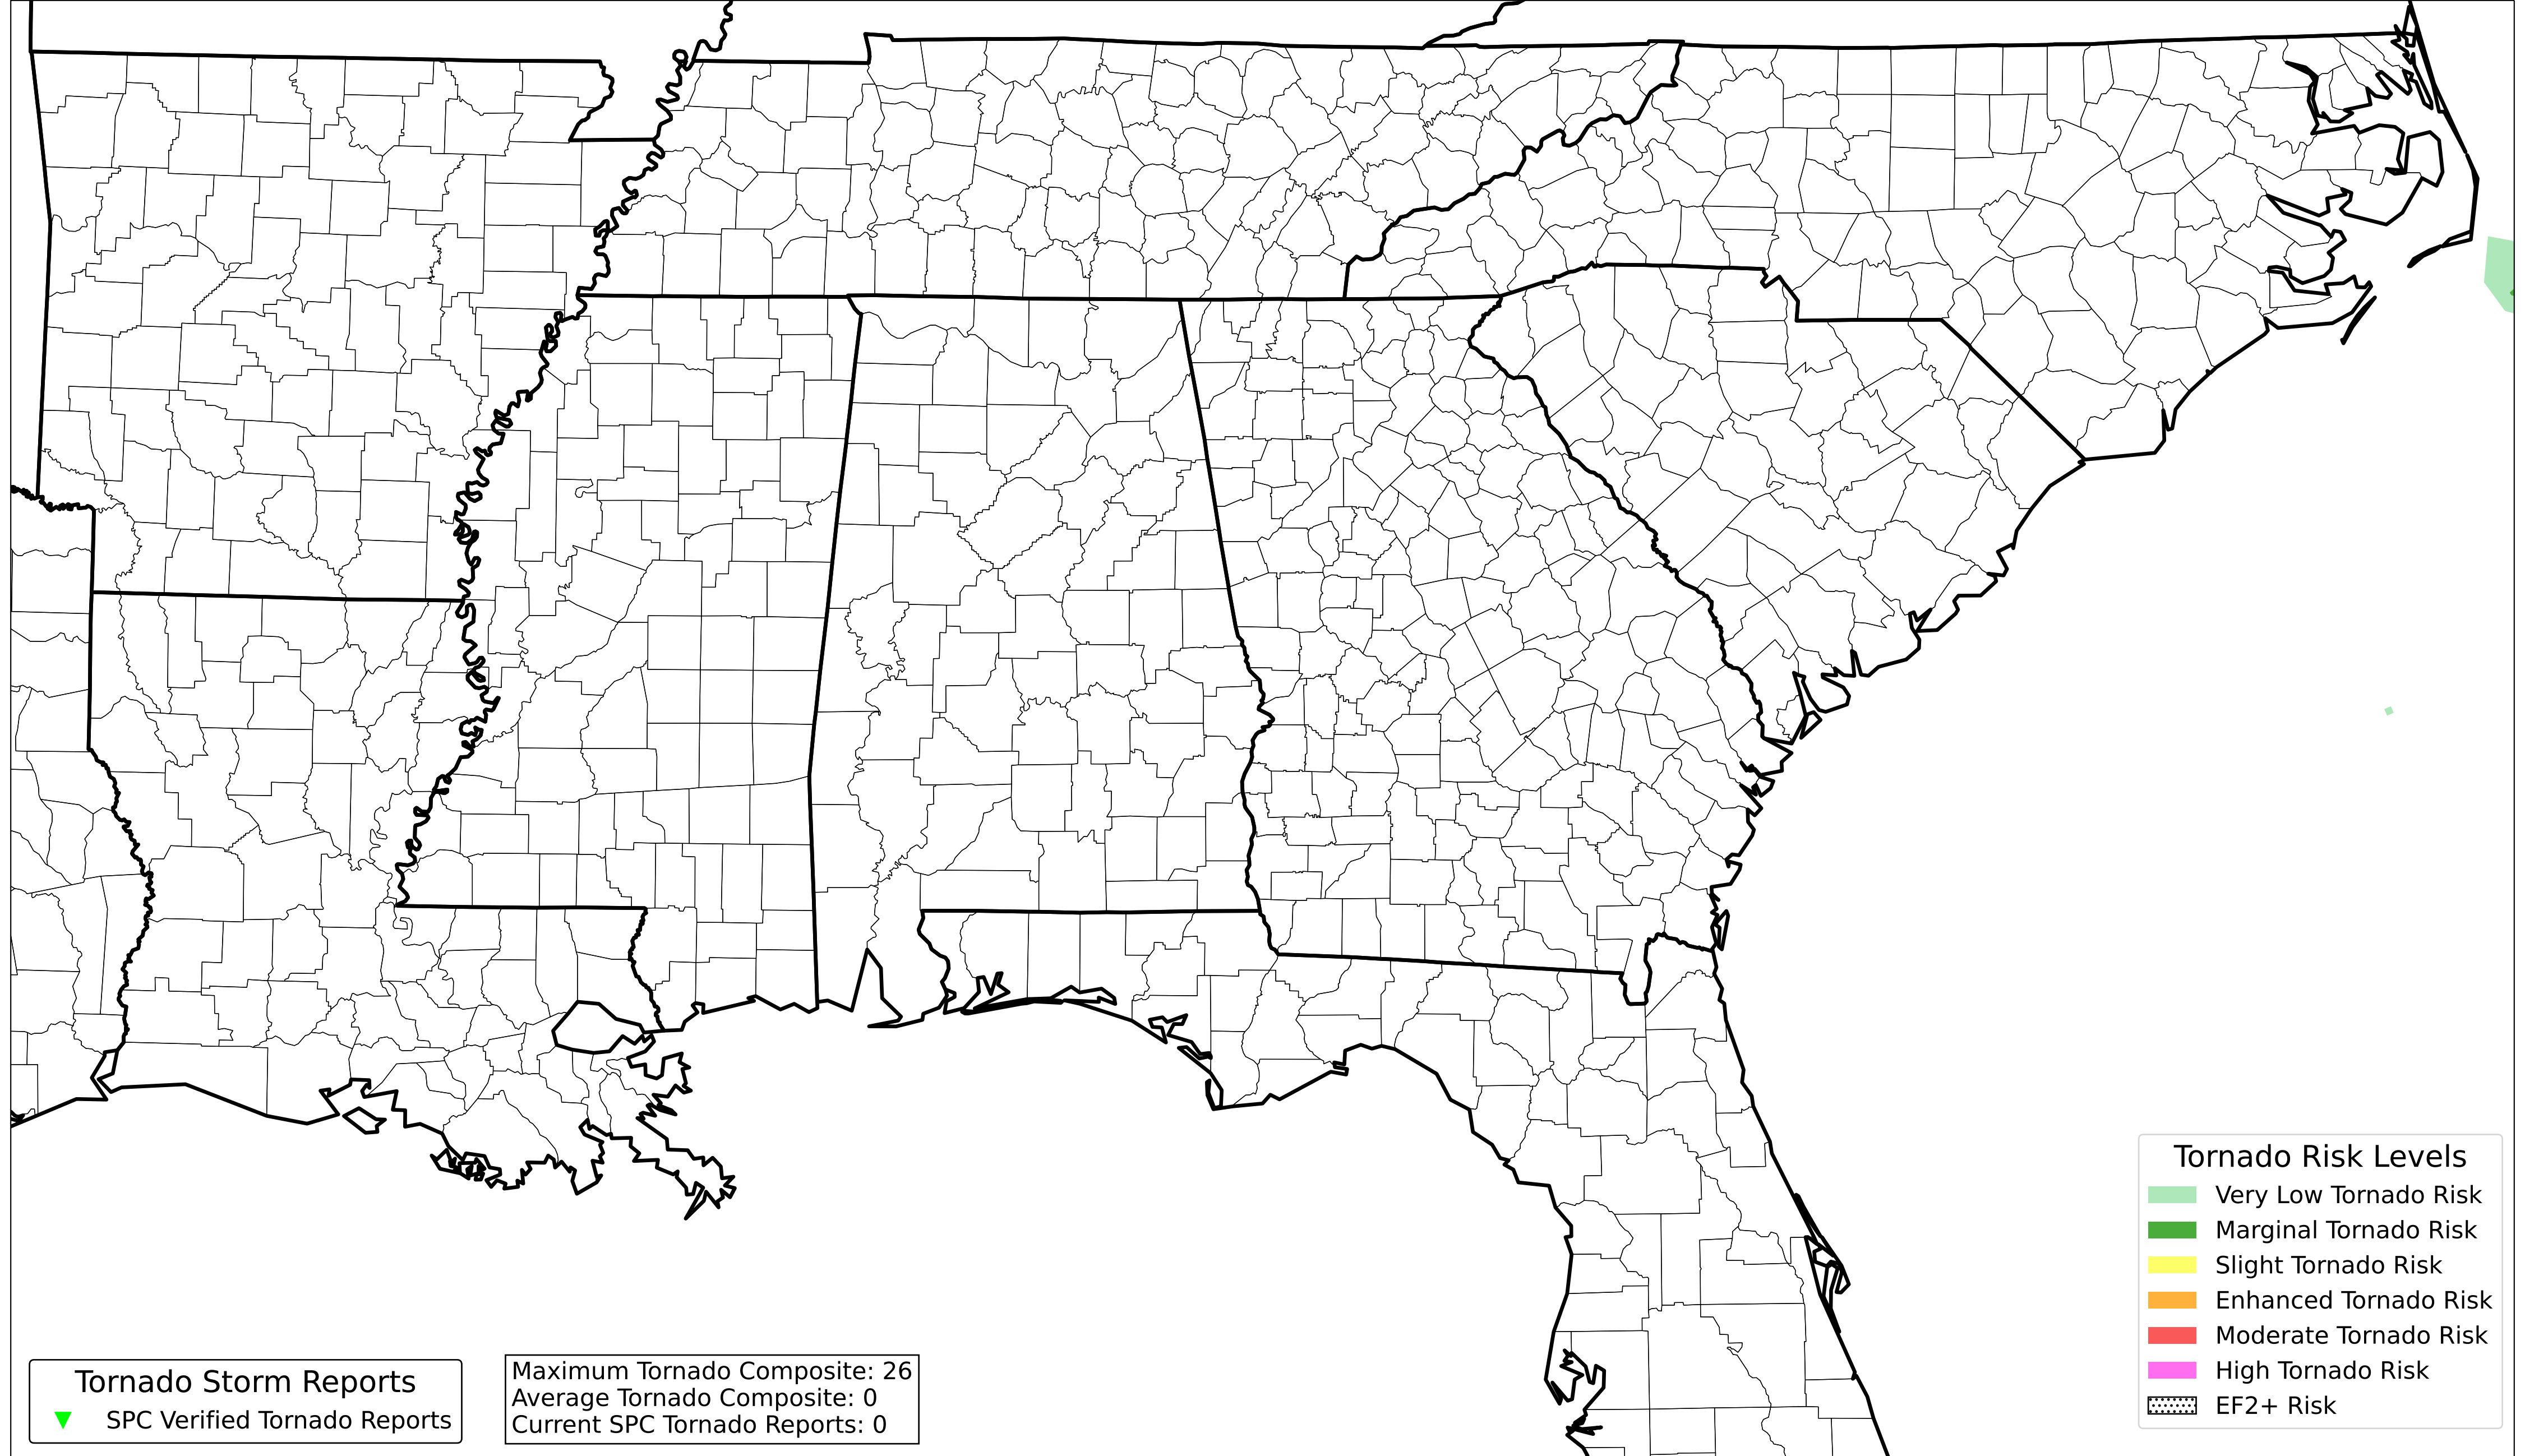 Tornado Storm Reports
SPC Verified Tornado Reports
Maximum Tornado Composite: 26
Average Tornado Composite: 0
Current SPC Tornado Reports: 0
Tornado Risk Levels
Very Low Tornado Risk
Marginal Tornado Risk
Slight Tornado Risk
Enhanced Tornado Risk
Moderate Tornado Risk
High Tornado Risk
EF2+ Risk